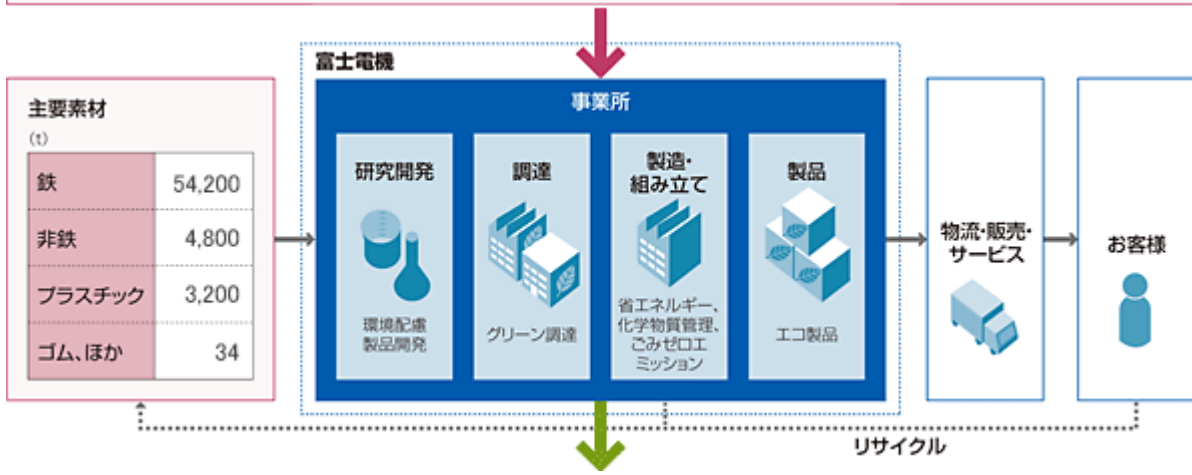 富士電機
主要素材
(t)
鉄 54,200
非鉄 4,800
プラスチック 3,200
ゴム、ほか 34
事業所
研究開発
環境配慮
製品開発
調達
グリーン調達
製造・
組み立て
省エネルギー、
化学物質管理、
ごみゼロエ
ミッション
製品
エコ製品
物流・販売・
サービス
お客様
リサイクル